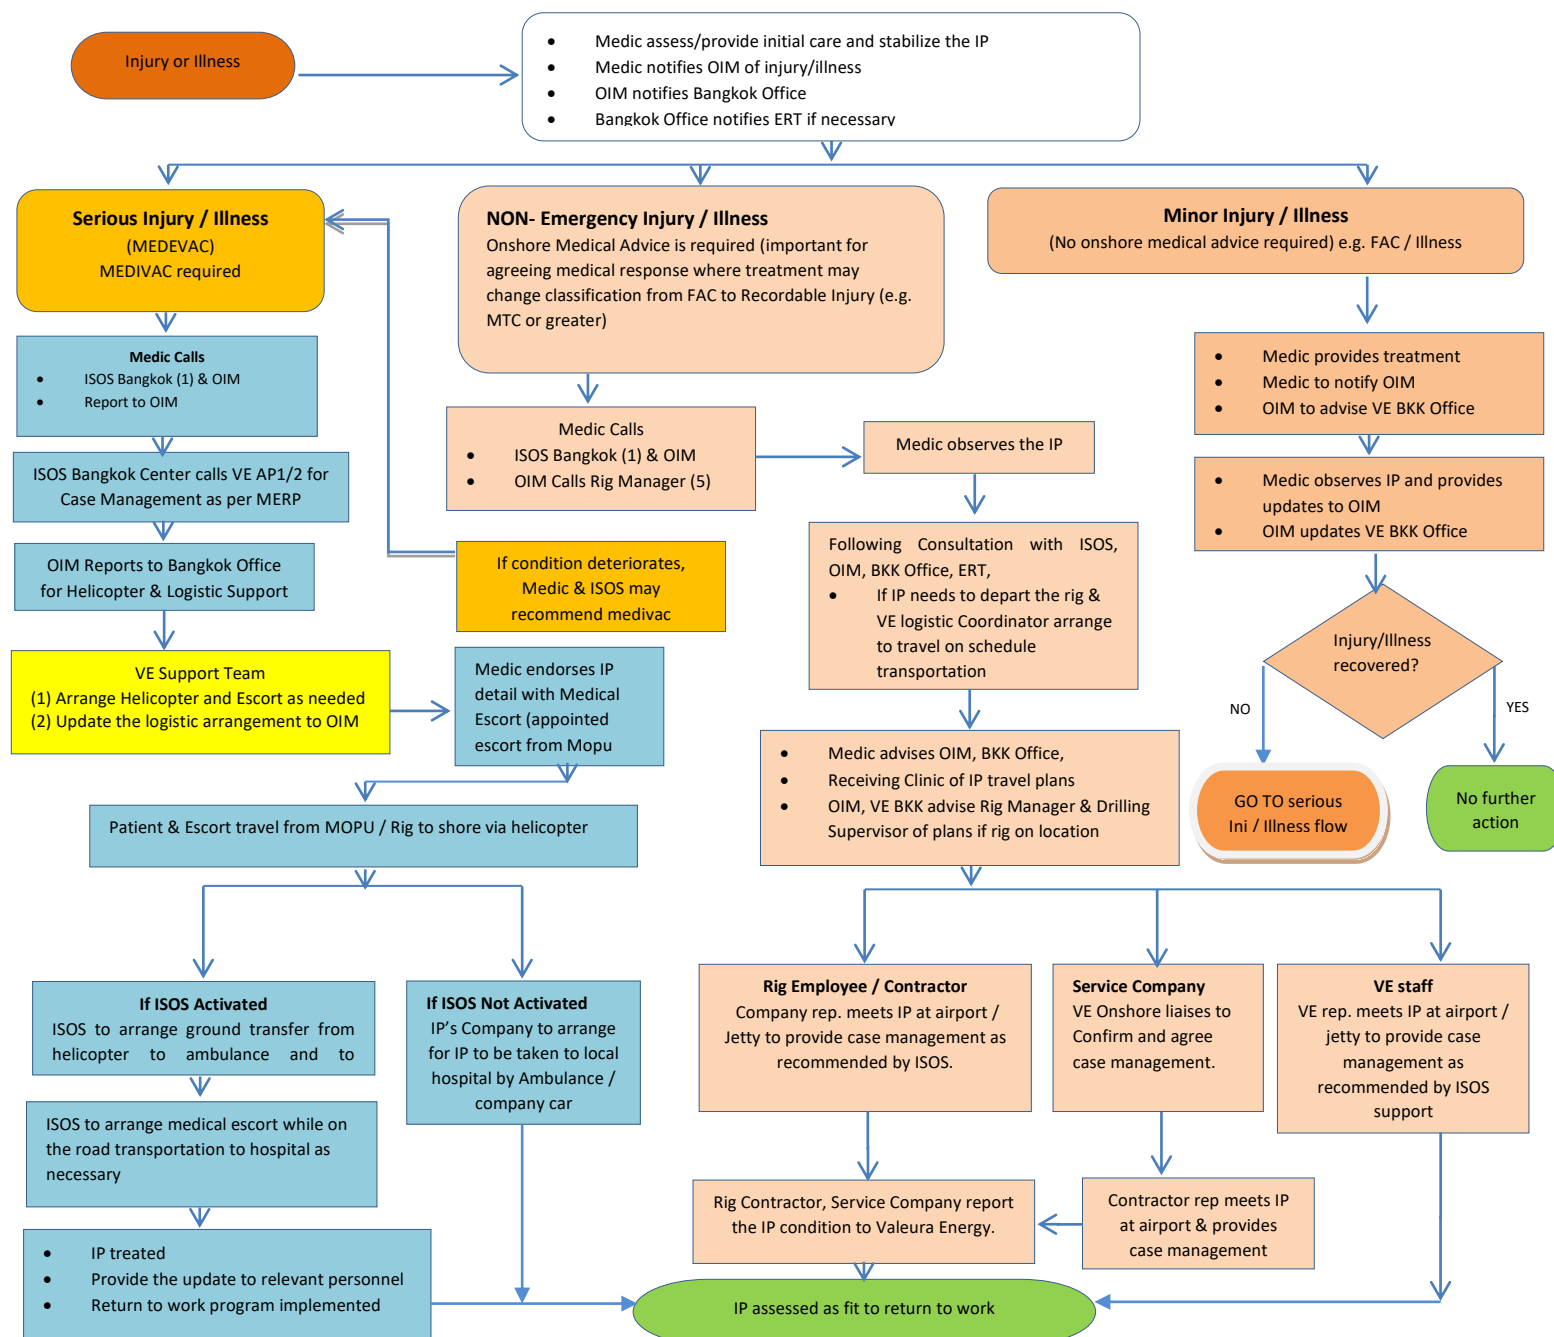 Injury or Illness
• Medic assess/provide initial care and stabilize the IP
• Medic notifies OIM of injury/illness
• OIM notifies Bangkok Office
• Bangkok Office notifies ERT if necessary
Serious Injury / Illness
(MEDEVAC)
MEDIVAC required
NON- Emergency Injury / Illness
Onshore Medical Advice is required (important for
agreeing medical response where treatment may
change classification from FAC to Recordable Injury (e.g.
MTC or greater)
Minor Injury / Illness
(No onshore medical advice required) e.g. FAC / Illness
Medic Calls
• ISOS Bangkok (1) & OIM
• Report to OIM
ISOS Bangkok Center calls VE AP1/2 for
Case Management as per MERP
OIM Reports to Bangkok Office
for Helicopter & Logistic Support
VE Support Team
(1) Arrange Helicopter and Escort as needed
(2) Update the logistic arrangement to OIM
Medic endorses IP
detail with Medical
Escort (appointed
escort from Mopu
Patient & Escort travel from MOPU / Rig to shore via helicopter
If ISOS Activated
ISOS to arrange ground transfer from
helicopter to ambulance and to
ISOS to arrange medical escort while on
the road transportation to hospital as
necessary
• IP treated
• Provide the update to relevant personnel
• Return to work program implemented
If ISOS Not Activated
IP's Company to arrange
for IP to be taken to local
hospital by Ambulance /
company car
Medic Calls
• ISOS Bangkok (1) & OIM
• OIM Calls Rig Manager (5)
If condition deteriorates,
Medic & ISOS may
recommend medivac
Medic observes the IP
Following Consultation with ISOS,
OIM, BKK Office, ERT,
• If IP needs to depart the rig &
VE logistic Coordinator arrange
to travel on schedule
transportation
• Medic advises OIM, BKK Office,
• Receiving Clinic of IP travel plans
• OIM, VE BKK advise Rig Manager & Drilling
Supervisor of plans if rig on location
Rig Employee / Contractor
Company rep. meets IP at airport /
Jetty to provide case management as
recommended by ISOS.
Service Company
VE Onshore liaises to
Confirm and agree
case management.
VE staff
VE rep. meets IP at airport /
jetty to provide case
management as
recommended by ISOS
support
Rig Contractor, Service Company report
the IP condition to Valeura Energy.
Contractor rep meets IP
at airport & provides
case management
IP assessed as fit to return to work
• Medic provides treatment
• Medic to notify OIM
• OIM to advise VE BKK Office
• Medic observes IP and provides
updates to OIM
• OIM updates VE BKK Office
Injury/Illness
recovered?
NO
YES
GO TO serious
Ini / Illness flow
No further
action